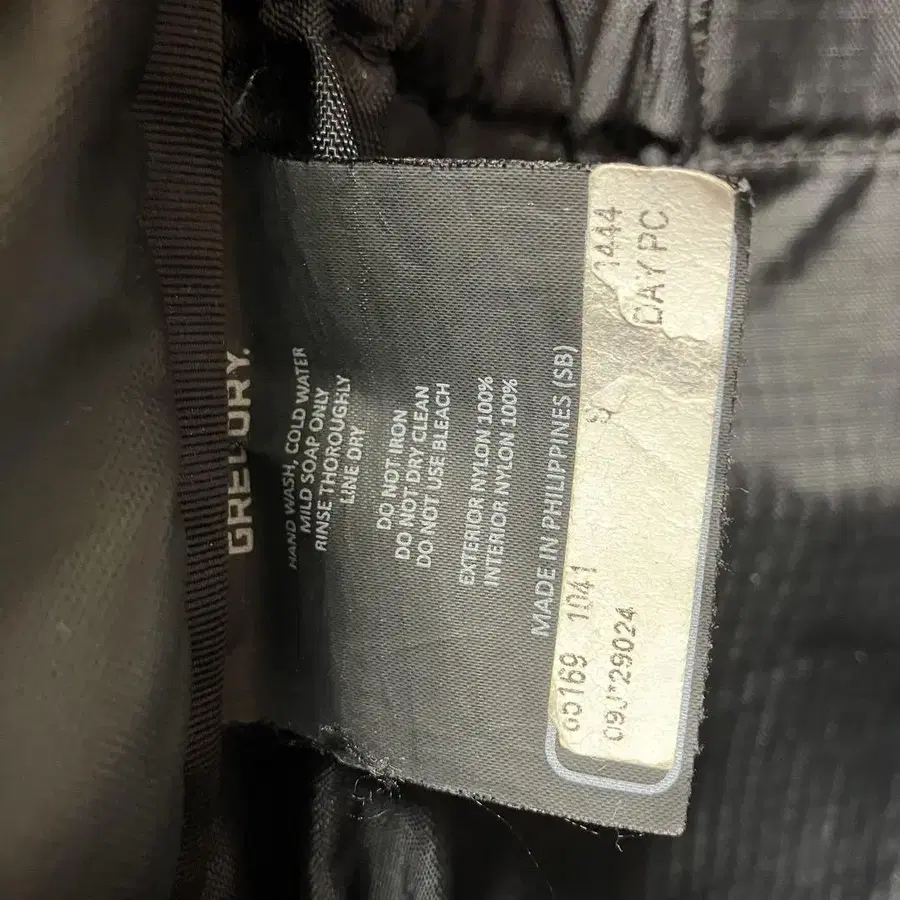 GREGORY.
HAND WASH, COLD WATER
MILD SOAP ONLY
RINSE THOROUGHLY
LINE DRY
DO NOT IRON
DO NOT DRY CLEAN
DO NOT USE BLEACH
EXTERIOR NYLON 100%
INTERIOR NYLON 100%
MADE IN PHILIPPINES (SB)
65169 1041
1444
09J*29024
DAY PC